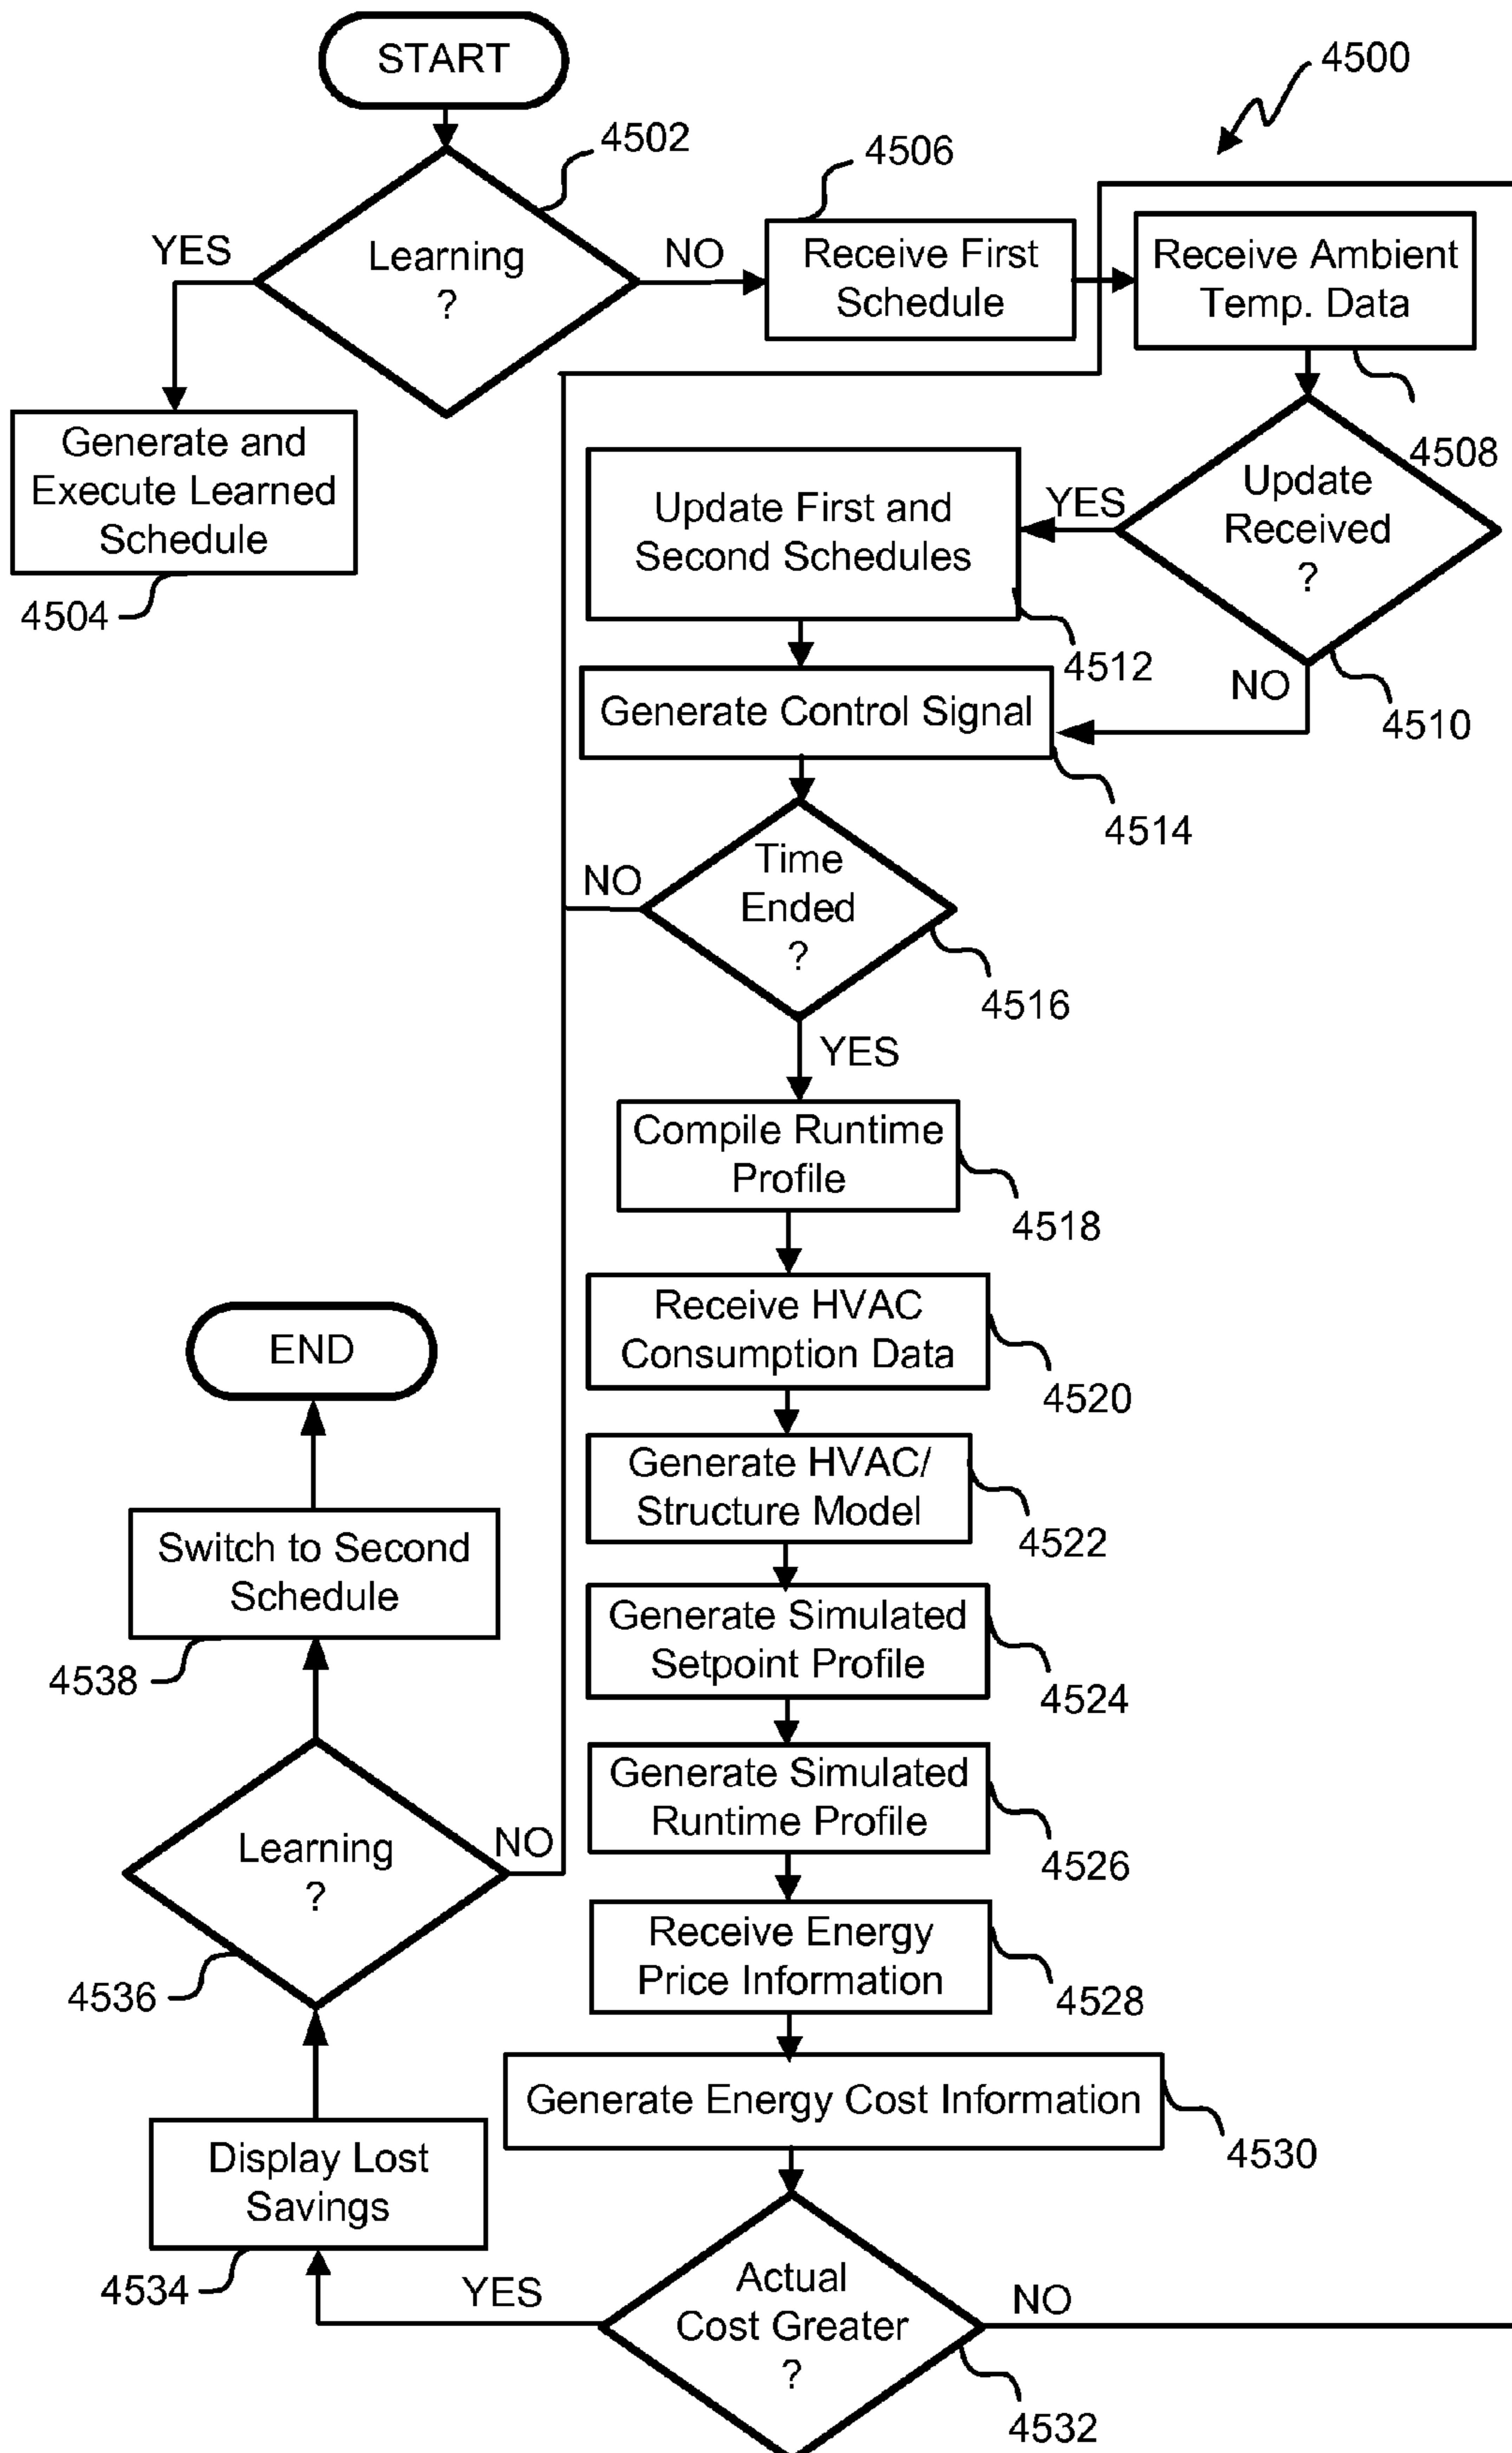 START
4500
4502
4506
Learning
?
YES
NO
Receive First
Schedule
Receive Ambient
Temp. Data
4508
Generate and
Execute Learned
Schedule
4504
Update
Received
?
YES
NO
4510
Update First and
Second Schedules
4512
Generate Control Signal
4514
Time
Ended
?
NO
4516
YES
Compile Runtime
Profile
4518
Receive HVAC
Consumption Data
4520
Generate HVAC/
Structure Model
4522
Generate Simulated
Setpoint Profile
4524
Generate Simulated
Runtime Profile
4526
Receive Energy
Price Information
4528
Generate Energy Cost Information
4530
Actual
Cost Greater
?
YES
NO
4532
Display Lost
Savings
4534
Learning
?
NO
4536
Switch to Second
Schedule
4538
END